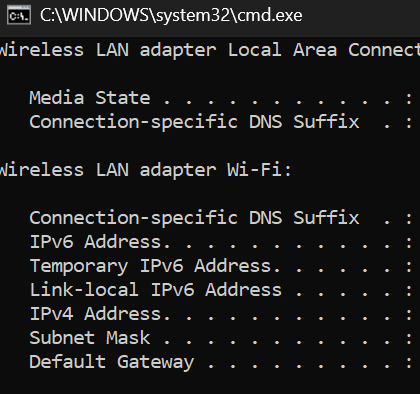 C:\WINDOWS\system32\cmd.exe
Wireless LAN adapter Local Area Connect
Media State . . . . . . . . . . . :
Connection-specific DNS Suffix  . :
Wireless LAN adapter Wi-Fi:
Connection-specific DNS Suffix  . :
IPv6 Address. . . . . . . . . . . :
Temporary IPv6 Address. . . . . . :
Link-local IPv6 Address . . . . . :
IPv4 Address. . . . . . . . . . . :
Subnet Mask . . . . . . . . . . . :
Default Gateway . . . . . . . . . :